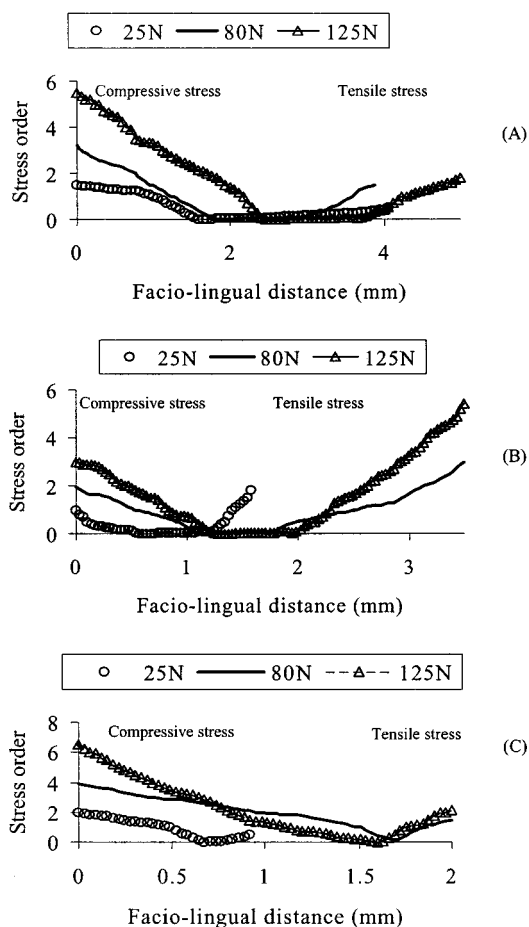 25N 80N 125N
6
Compressive stress Tensile stress
4
2
0
0 2 4
Stress order
Facio-lingual distance (mm)
(A)
25N 80N 125N
6
Compressive stress Tensile stress
4
2
0
0 1 2 3
Stress order
Facio-lingual distance (mm)
(B)
25N 80N 125N
8
Compressive stress Tensile stress
6
4
2
0
0 0.5 1 1.5 2
Stress order
Facio-lingual distance (mm)
(C)